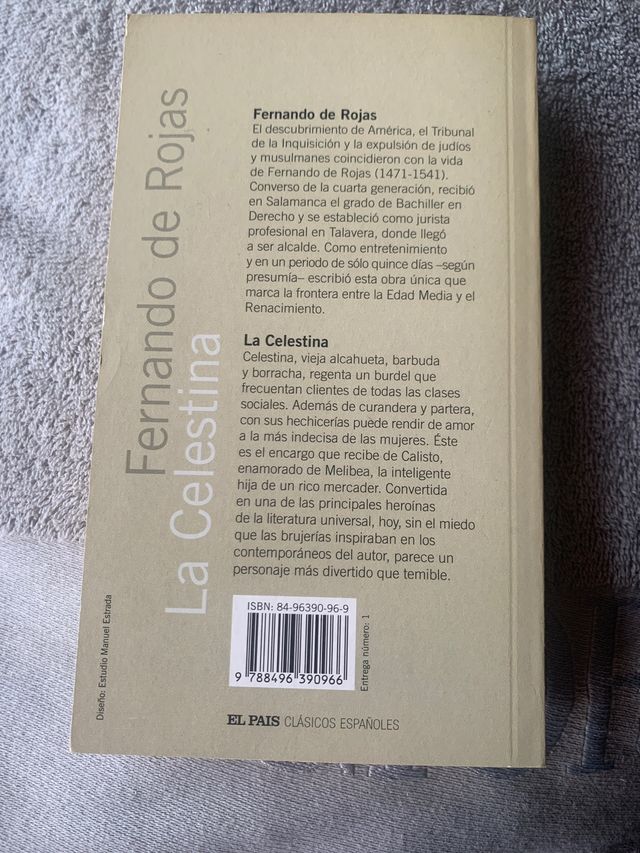 Fernando de Rojas
La Celestina
Fernando de Rojas
El descubrimiento de América, el Tribunal
de la Inquisición y la expulsión de judíos
y musulmanes coincidieron con la vida
de Fernando de Rojas (1471-1541).
Converso de la cuarta generación, recibió
en Salamanca el grado de Bachiller en
Derecho y se estableció como jurista
profesional en Talavera, donde llegó
a ser alcalde. Como entretenimiento
y en un periodo de sólo quince días –según
presumía– escribió esta obra única que
marca la frontera entre la Edad Media y el
Renacimiento.
La Celestina
Celestina, vieja alcahueta, barbuda
y borracha, regenta un burdel que
frecuentan clientes de todas las clases
sociales. Además de curandera y partera,
con sus hechicerías puede rendir de amor
a la más indecisa de las mujeres. Éste
es el encargo que recibe de Calisto,
enamorado de Melibea, la inteligente
hija de un rico mercader. Convertida
en una de las principales heroínas
de la literatura universal, hoy, sin el miedo
que las brujerías inspiraban en los
contemporáneos del autor, parece un
personaje más divertido que temible.
ISBN: 84-96390-96-9
9 788496 390966
Entrega número: 1
Diseño: Estudio Manuel Estrada
EL PAIS CLÁSICOS ESPAÑOLES